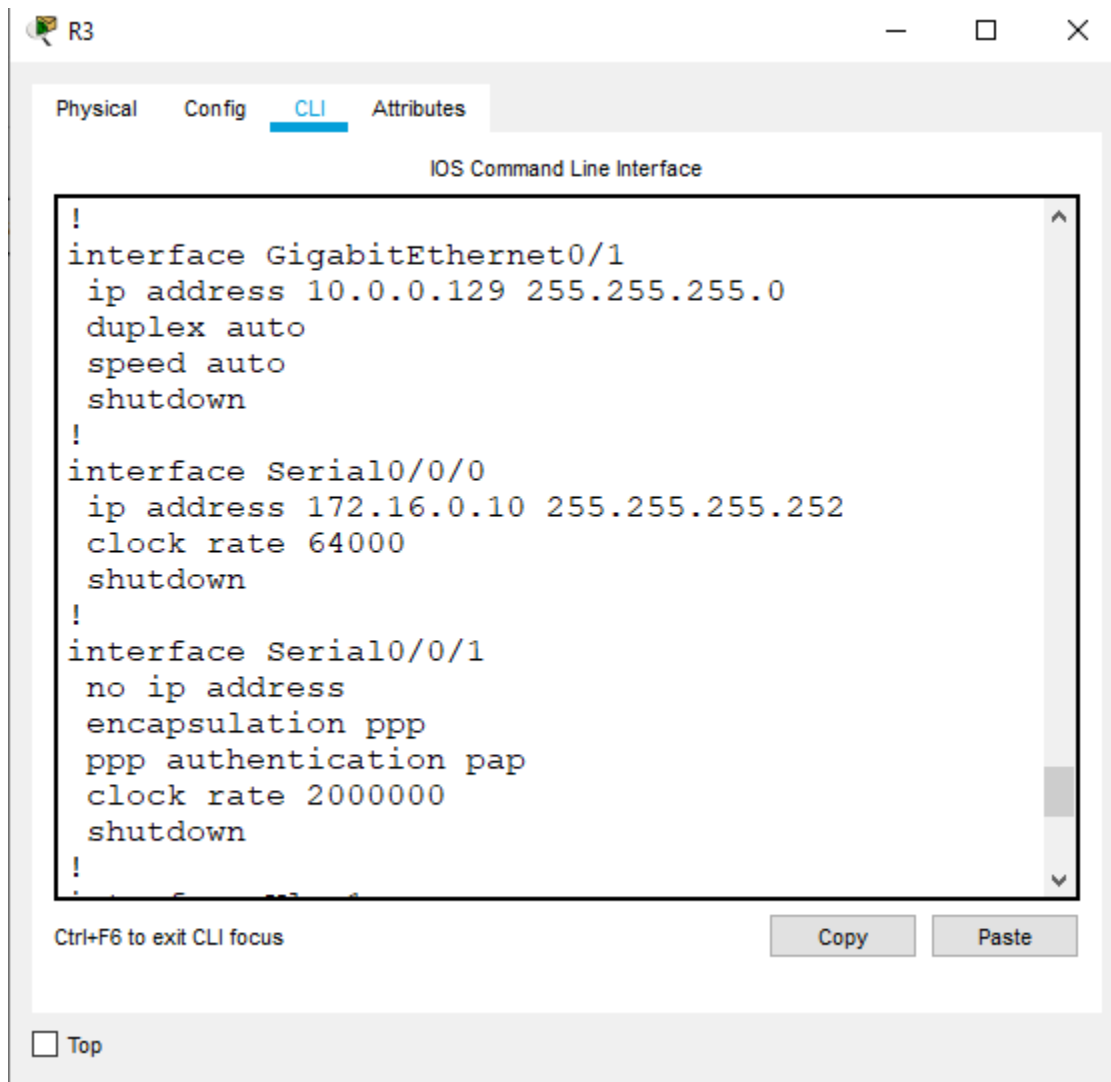 R3
Physical Config CLI Attributes
IOS Command Line Interface
!
interface GigabitEthernet0/1
ip address 10.0.0.129 255.255.255.0
duplex auto
speed auto
shutdown
!
interface Serial0/0/0
ip address 172.16.0.10 255.255.255.252
clock rate 64000
shutdown
!
interface Serial0/0/1
no ip address
encapsulation ppp
ppp authentication pap
clock rate 2000000
shutdown
!
Ctrl+F6 to exit CLI focus
Copy Paste
Top